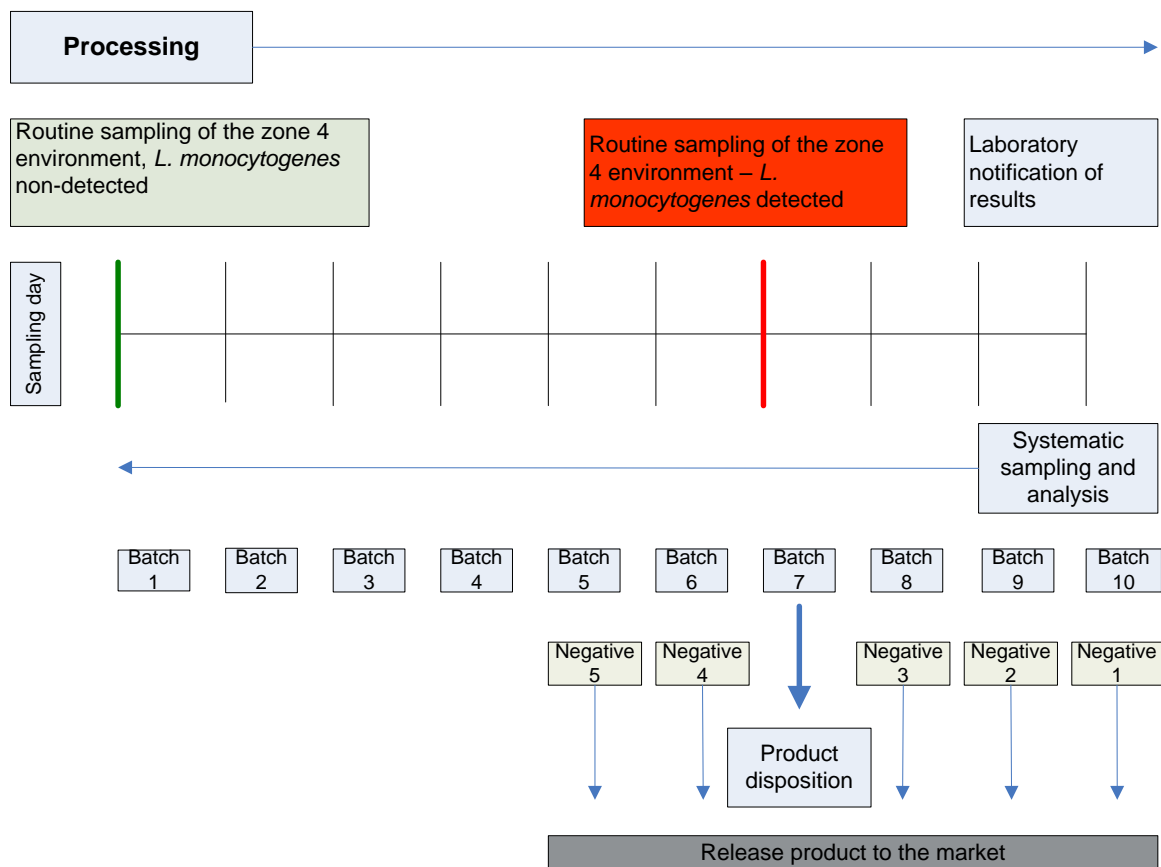 Processing
Routine sampling of the zone 4
environment, L. monocytogenes
non-detected
Routine sampling of the zone
4 environment – L.
monocytogenes detected
Laboratory
notification of
results
Sampling day
Systematic
sampling and
analysis
Batch
1
Batch
2
Batch
3
Batch
4
Batch
5
Batch
6
Batch
7
Batch
8
Batch
9
Batch
10
Negative
5
Negative
4
Negative
3
Negative
2
Negative
1
Product
disposition
Release product to the market